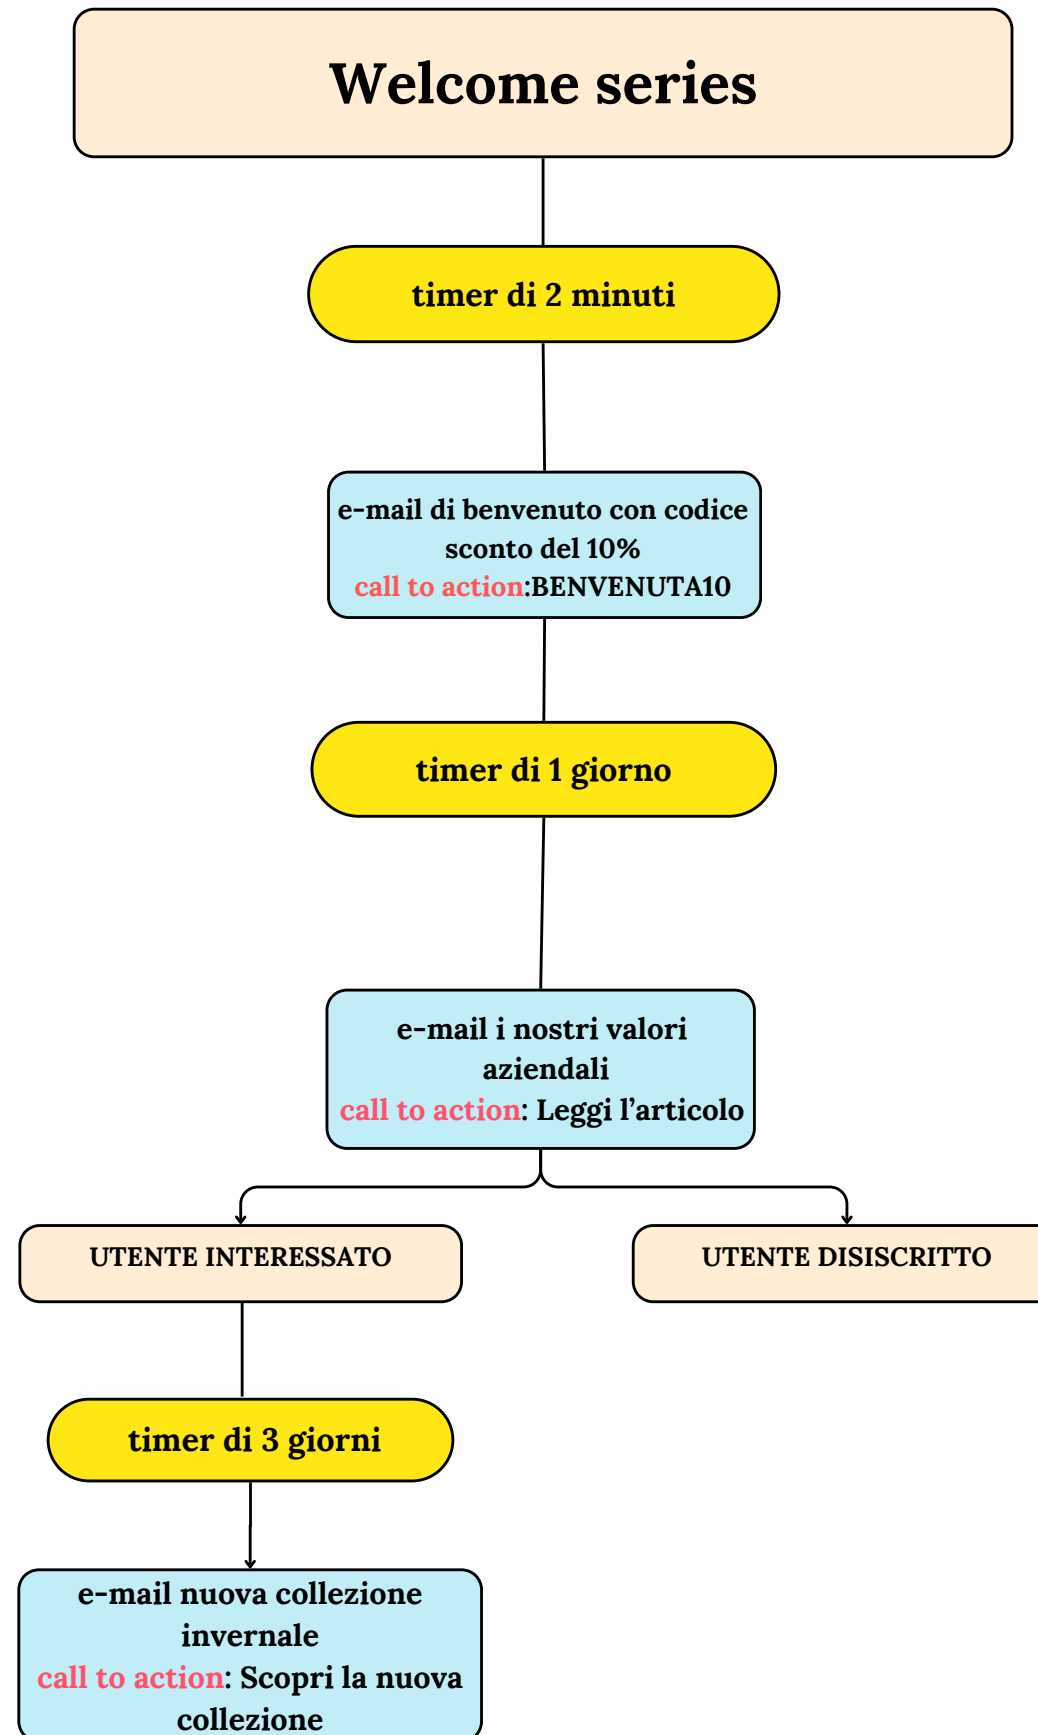 Welcome series
timer di 2 minuti
e-mail di benvenuto con codice
sconto del 10%
call to action:BENVENUTA10
timer di 1 giorno
e-mail i nostri valori
aziendali
call to action: Leggi l’articolo
UTENTE INTERESSATO
UTENTE DISISCRITTO
timer di 3 giorni
e-mail nuova collezione
invernale
call to action: Scopri la nuova
collezione